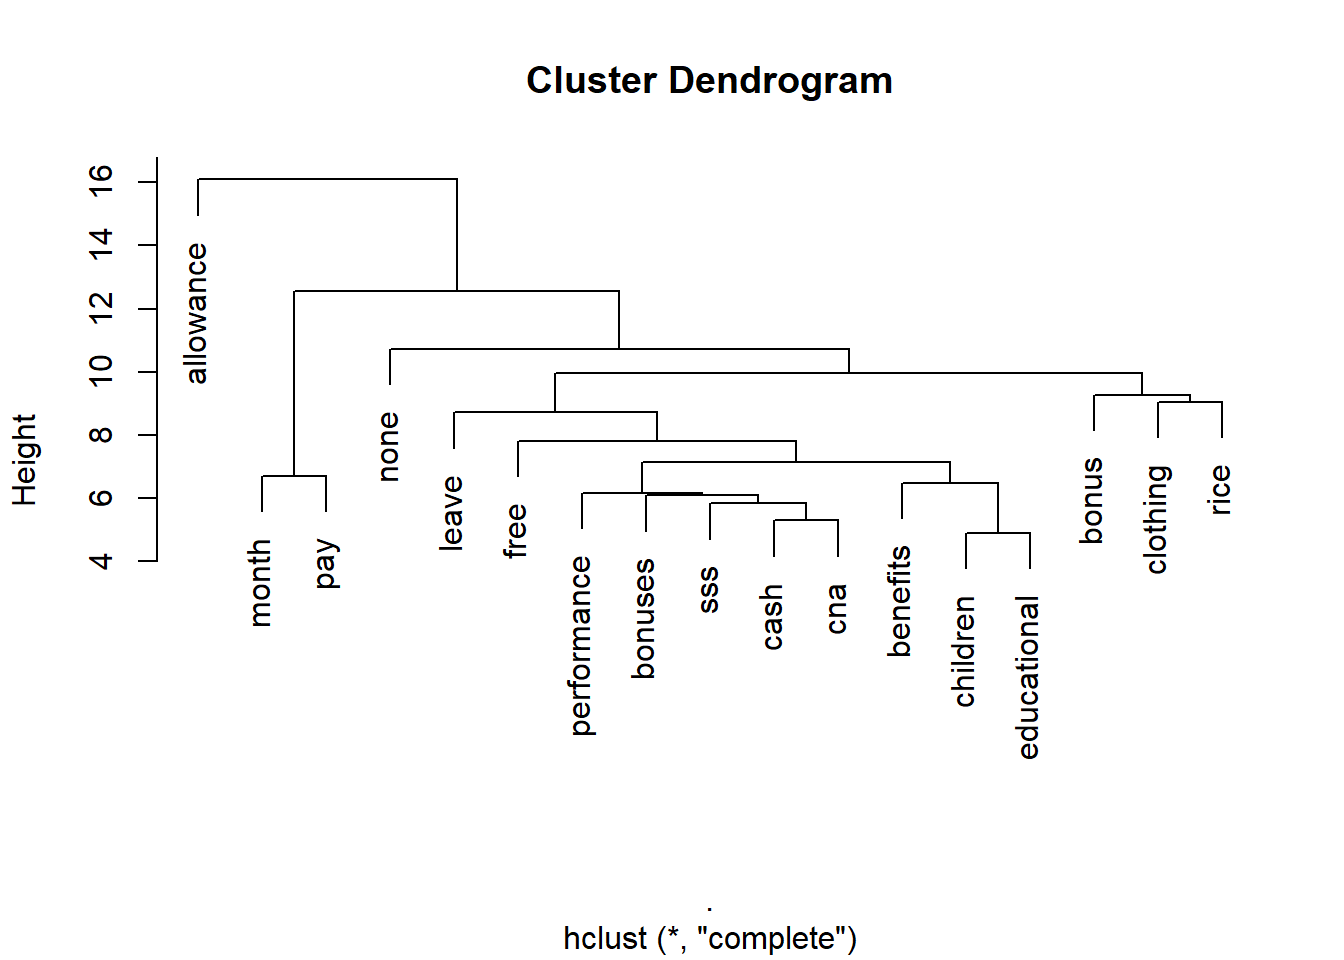 Cluster Dendrogram
Height
16
14
12
10
8
6
4
allowance
month
pay
none
leave
free
performance
bonuses
sss
cash
cna
benefits
children
educational
bonus
clothing
rice
.
hclust (*, "complete")